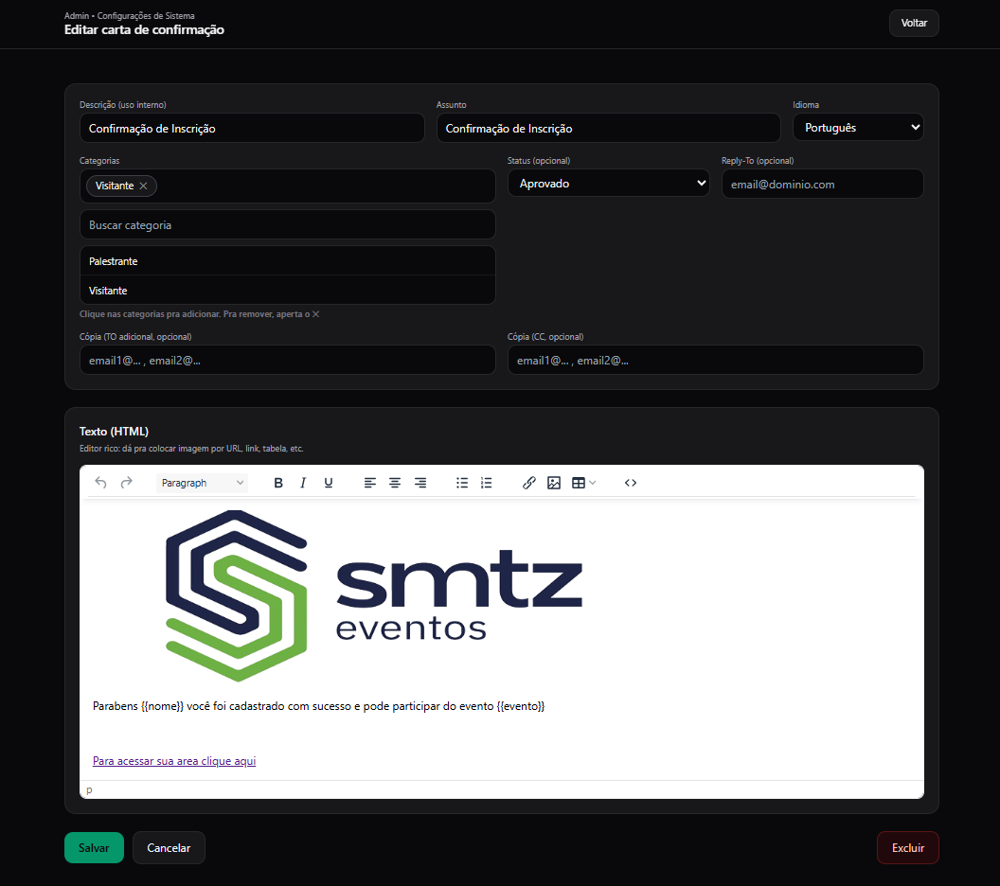 Admin • Configurações de Sistema
Editar carta de confirmação
Voltar
Descrição (uso interno)
Assunto
Idioma
Confirmação de Inscrição
Confirmação de Inscrição
Português
Categorias
Status (opcional)
Reply-To (opcional)
Visitante ✕
Aprovado
email@dominio.com
Buscar categoria
Palestrante
Visitante
Clique nas categorias pra adicionar. Pra remover, aperta o ✕
Cópia (TO adicional, opcional)
Cópia (CC, opcional)
email1@... , email2@...
email1@... , email2@...
Texto (HTML)
Editor rico: dá pra colocar imagem por URL, link, tabela, etc.
Paragraph
B I U
smtz
eventos
Parabens {{nome}} você foi cadastrado com sucesso e pode participar do evento {{evento}}
Para acessar sua area clique aqui
p
Salvar
Cancelar
Excluir